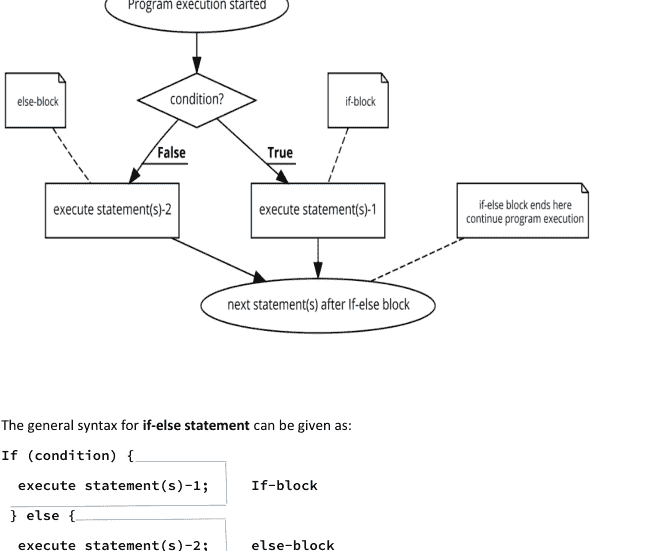 Program execution started
condition?
else-block
if-block
False
True
execute statement(s)-2
execute statement(s)-1
if-else block ends here
continue program execution
next statement(s) after If-else block
The general syntax for if-else statement can be given as:
If (condition) {
execute statement(s)-1; If-block
} else {
execute statement(s)-2; else-block